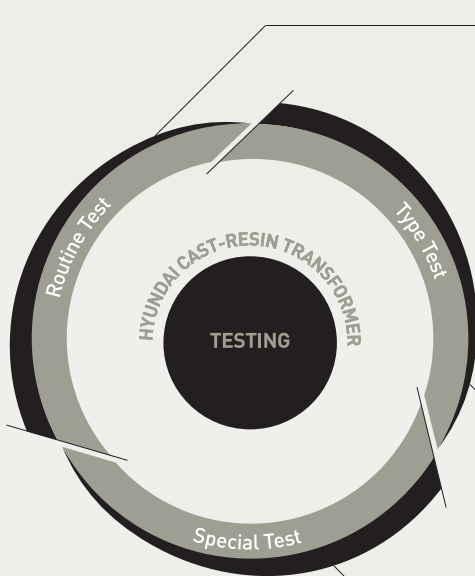 Routine Test
Type Test
HYUNDAI CAST-RESIN TRANSFORMER
TESTING
Special Test